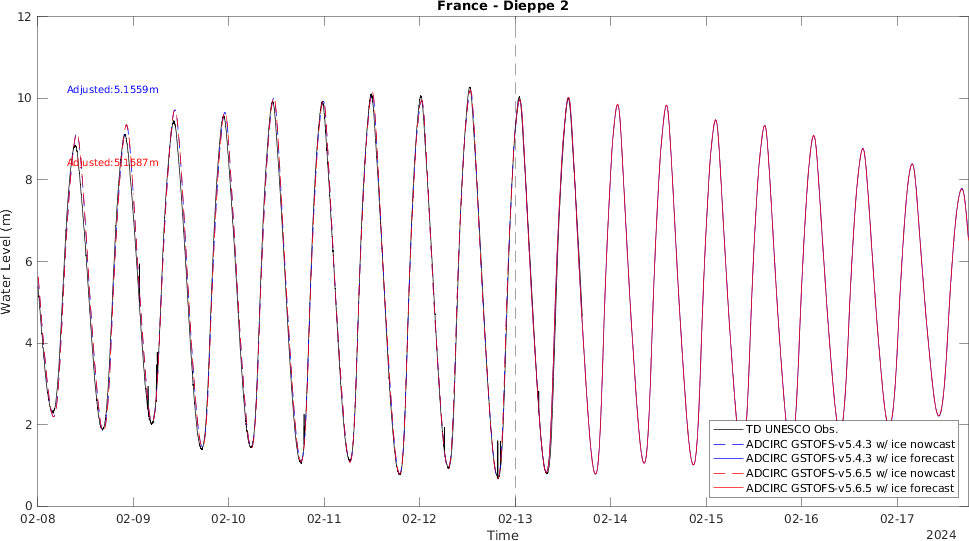 France - Dieppe 2
12
10
8
6
4
2
0
Water Level (m)
Adjusted:5.1559m
Adjusted:5.1587m
TD UNESCO Obs.
ADCIRC GSTOFS-v5.4.3 w/ ice nowcast
ADCIRC GSTOFS-v5.4.3 w/ ice forecast
ADCIRC GSTOFS-v5.6.5 w/ ice nowcast
ADCIRC GSTOFS-v5.6.5 w/ ice forecast
02-08 02-09 02-10 02-11 02-12 02-13 02-14 02-15 02-16 02-17
Time
2024